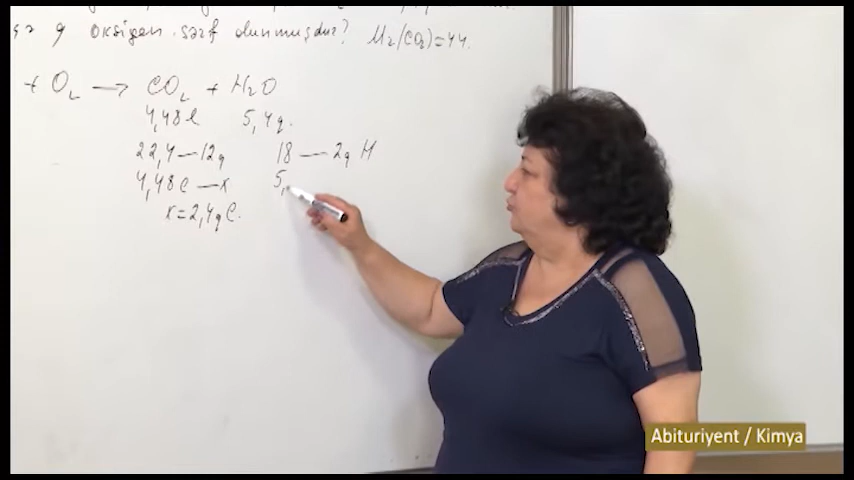 g oksigen sərf olunmuşdur? Mr(CO2)=44.
+ O2 → CO2 + H2O
4,48l 5,4q.
22,4—12q 18 — 2q H
4,48l —x 5,
x=2,4q C.
Abituriyent / Kimya